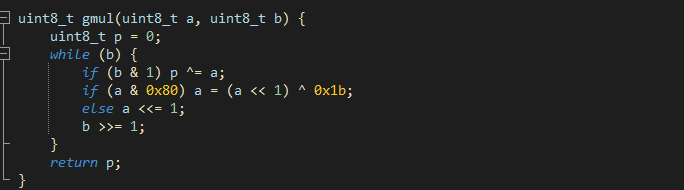 uint8_t gmul(uint8_t a, uint8_t b) {
    uint8_t p = 0;
    while (b) {
        if (b & 1) p ^= a;
        if (a & 0x80) a = (a << 1) ^ 0x1b;
        else a <<= 1;
        b >>= 1;
    }
    return p;
}